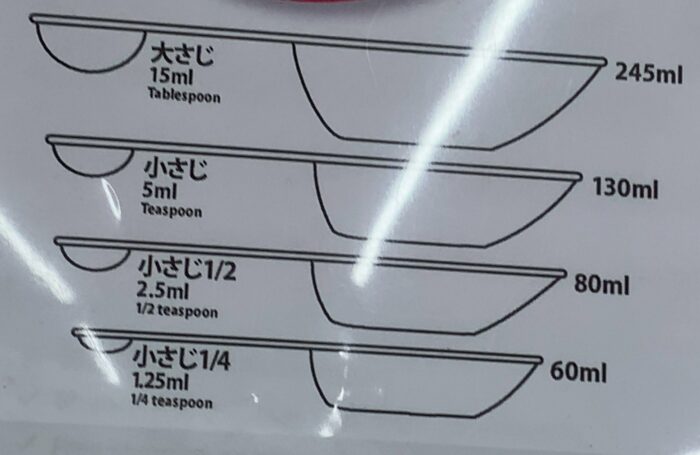 大さじ
15ml
Tablespoon
245ml
小さじ
5ml
Teaspoon
130ml
小さじ1/2
2.5ml
1/2 teaspoon
80ml
小さじ1/4
1.25ml
1/4 teaspoon
60ml